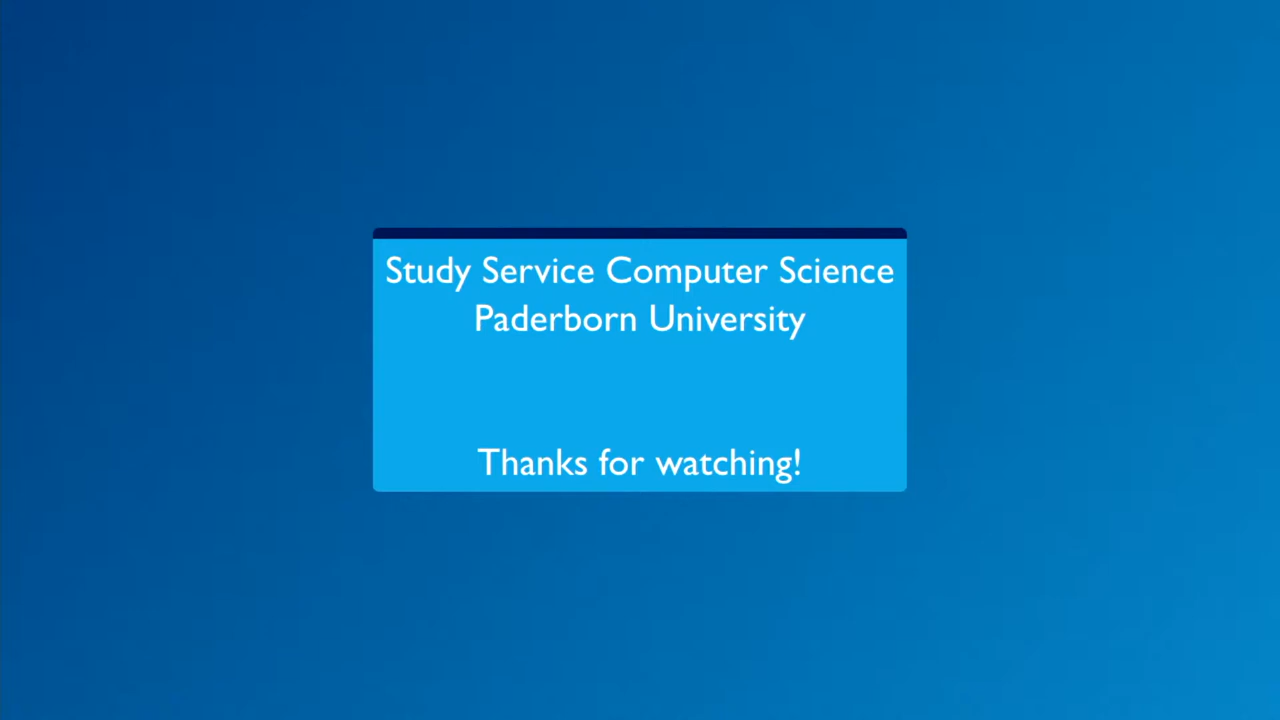 Study Service Computer Science
Paderborn University
Thanks for watching!